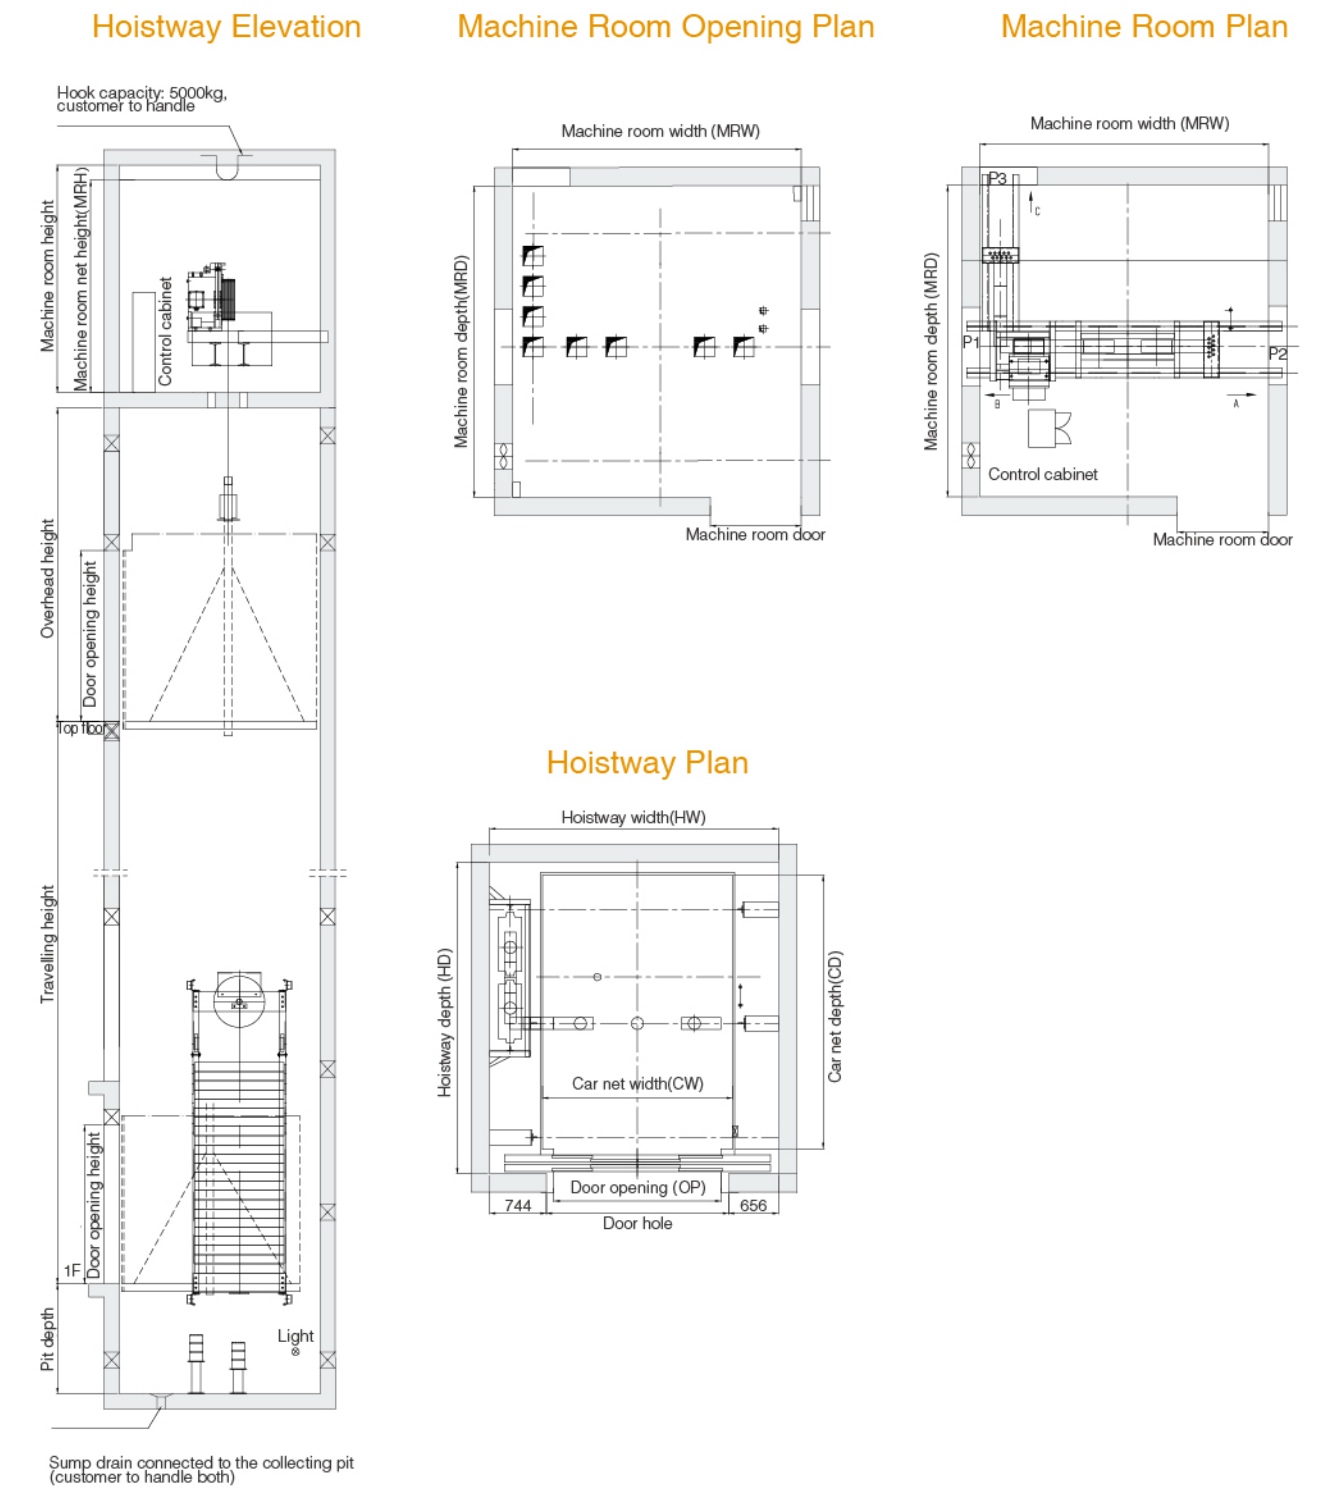 Hoistway Elevation
Machine Room Opening Plan
Machine Room Plan
Hook capacity: 5000kg,
customer to handle
Machine room height
Machine room net height(MRH)
Control cabinet
Overhead height
Door opening height
Top floo
Travelling height
Door opening height
1F
Pit depth
Light
Sump drain connected to the collecting pit
(customer to handle both)
Machine room width (MRW)
Machine room depth(MRD)
Machine room door
Machine room width (MRW)
P3
C
Machine room depth (MRD)
P1
P2
B
A
Control cabinet
Machine room door
Hoistway Plan
Hoistway width(HW)
Hoistway depth (HD)
Car net depth(CD)
Car net width(CW)
Door opening (OP)
744
656
Door hole